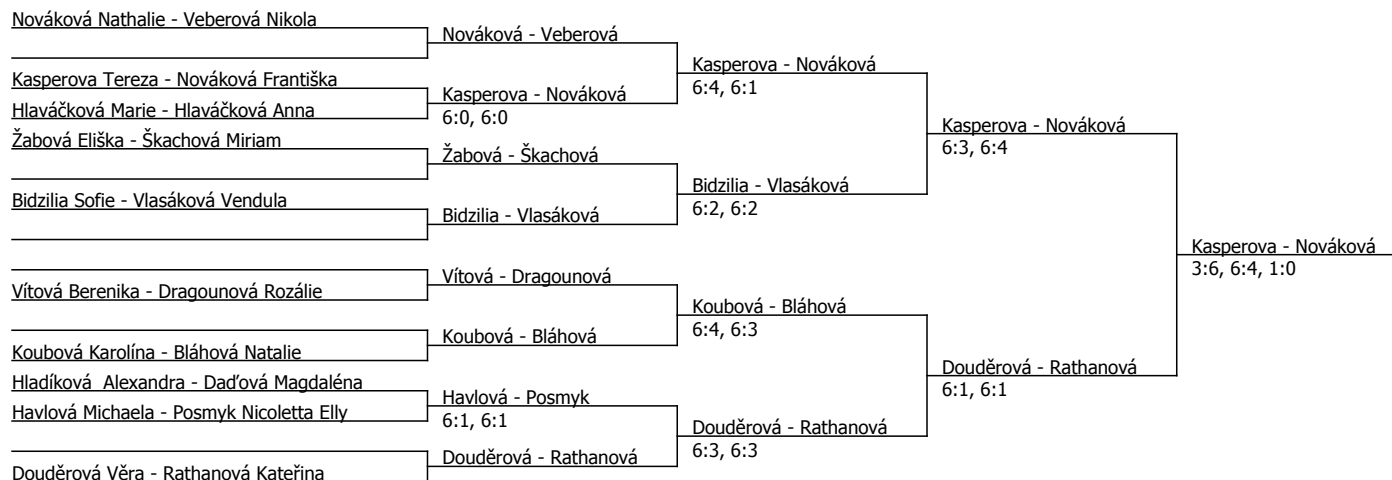 Nováková Nathalie - Veberová Nikola
Nováková - Veberová
Kasperova - Nováková
6:4, 6:1
Kasperova Tereza - Nováková Františka
Kasperova - Nováková
6:0, 6:0
Hlaváčková Marie - Hlaváčková Anna
Kasperova - Nováková
6:3, 6:4
Žabová Eliška - Škachová Miriam
Žabová - Škachová
Bidzilia - Vlasáková
6:2, 6:2
Bidzilia Sofie - Vlasáková Vendula
Bidzilia - Vlasáková
Kasperova - Nováková
3:6, 6:4, 1:0
Vítová - Dragounová
Vítová Berenika - Dragounová Rozálie
Koubová - Bláhová
6:4, 6:3
Koubová - Bláhová
Koubová Karolína - Bláhová Natalie
Douděrová - Rathanová
6:1, 6:1
Hladíková  Alexandra - Daďová Magdaléna
Havlová - Posmyk
6:1, 6:1
Havlová Michaela - Posmyk Nicoletta Elly
Douděrová - Rathanová
6:3, 6:3
Douděrová - Rathanová
Douděrová Věra - Rathanová Kateřina